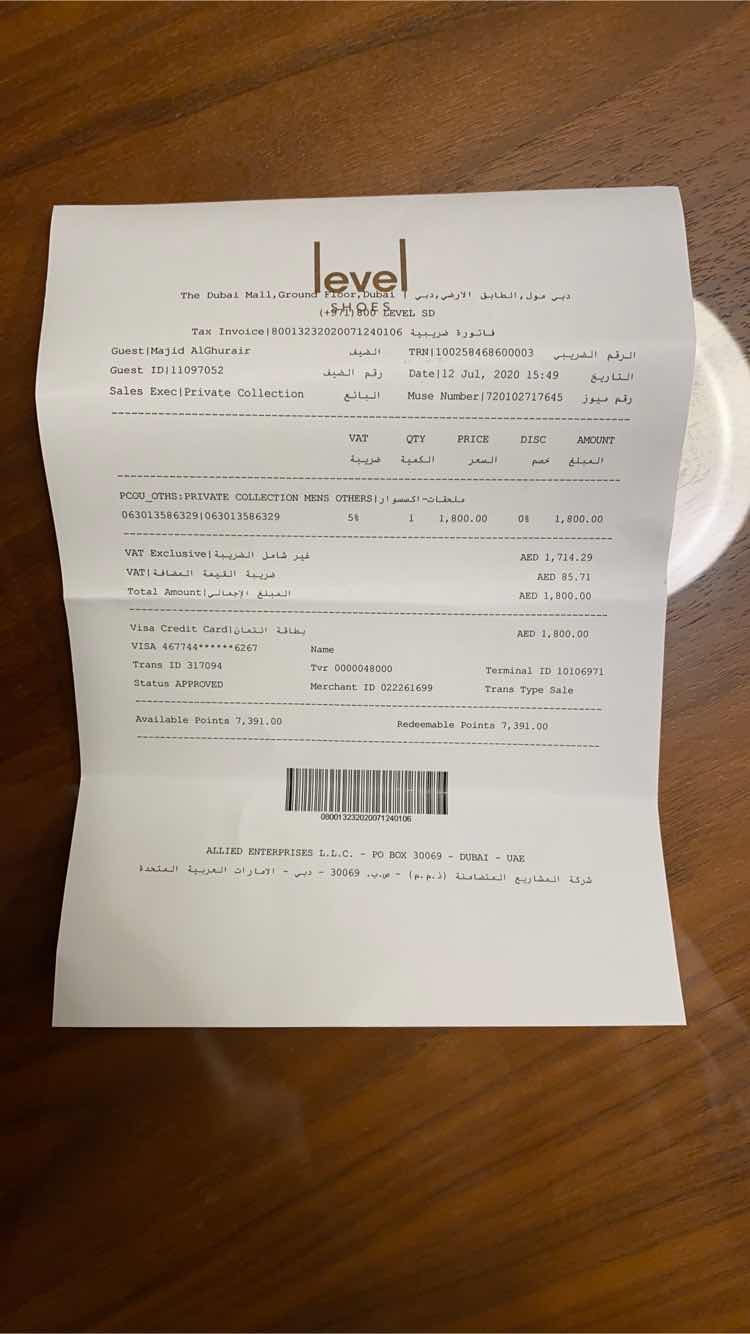 level
SHOES
The Dubai Mall,Ground Floor,Dubai | دبي مول,الطابق الارضي,دبي
(+971)800 LEVEL SD
Tax Invoice|80013232020071240106 فاتورة ضريبية
Guest|Majid AlGhurair الضيف TRN|100258468600003 الرقم الضريبي
Guest ID|11097052 رقم الضيف Date|12 Jul, 2020 15:49 التاريخ
Sales Exec|Private Collection البائع Muse Number|720102717645 رقم ميوز
VAT QTY PRICE DISC AMOUNT
ضريبة الكمية السعر خصم المبلغ
PCOU_OTHS:PRIVATE COLLECTION MENS OTHERS|ملحقات-اكسسوار
063013586329|063013586329 5% 1 1,800.00 0% 1,800.00
VAT Exclusive|غير شامل الضريبة AED 1,714.29
VAT|ضريبة القيمة المضافة AED 85.71
Total Amount|المبلغ الإجمالي AED 1,800.00
Visa Credit Card|بطاقة ائتمان AED 1,800.00
VISA 467744******6267 Name
Trans ID 317094 Tvr 0000048000 Terminal ID 10106971
Status APPROVED Merchant ID 022261699 Trans Type Sale
Available Points 7,391.00 Redeemable Points 7,391.00
080013232020071240106
ALLIED ENTERPRISES L.L.C. - PO BOX 30069 - DUBAI - UAE
شركة المشاريع المتضامنة (ذ.م.م) - ص.ب. 30069 - دبي - الامارات العربية المتحدة